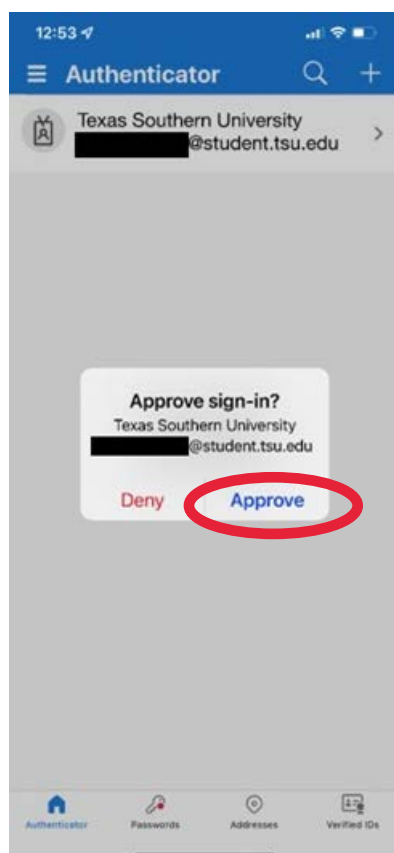 12:53
Authenticator
Texas Southern University
@student.tsu.edu
Approve sign-in?
Texas Southern University
@student.tsu.edu
Deny Approve
Authenticator Passwords Addresses Verified IDs